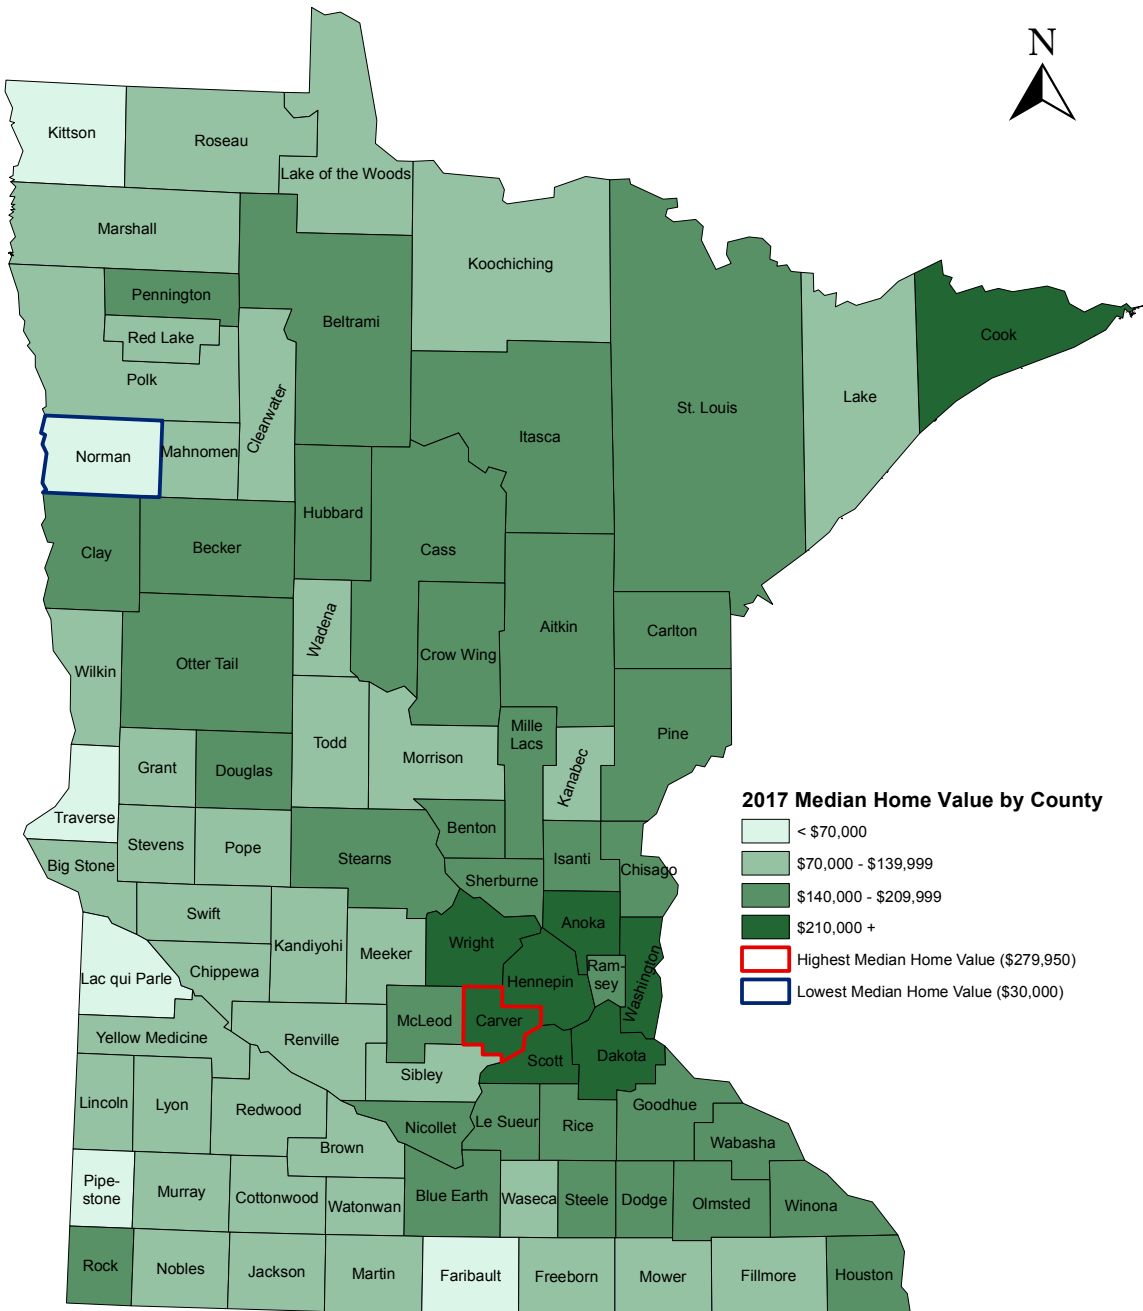 N
Kittson
Roseau
Lake of the Woods
Marshall
Koochiching
Pennington
Beltrami
Red Lake
Cook
Polk
Clearwater
Lake
St. Louis
Itasca
Norman
Mahnomen
Hubbard
Clay
Becker
Cass
Wadena
Aitkin
Carlton
Crow Wing
Otter Tail
Wilkin
Mille
Lacs
Pine
Todd
Morrison
Grant
Douglas
Kanabec
Traverse
Benton
Stevens
Pope
Stearns
Isanti
Big Stone
Chisago
Sherburne
Swift
Anoka
Kandiyohi
Wright
Meeker
Chippewa
Lac qui Parle
Hennepin
Ram-
sey
Washington
McLeod
Carver
Yellow Medicine
Renville
Scott
Dakota
Sibley
Lincoln
Lyon
Redwood
Goodhue
Nicollet
Le Sueur
Rice
Brown
Wabasha
Pipe-
stone
Murray
Cottonwood
Watonwan
Blue Earth
Waseca
Steele
Dodge
Olmsted
Winona
Rock
Nobles
Jackson
Martin
Faribault
Freeborn
Mower
Fillmore
Houston
2017 Median Home Value by County
< $70,000
$70,000 - $139,999
$140,000 - $209,999
$210,000 +
Highest Median Home Value ($279,950)
Lowest Median Home Value ($30,000)